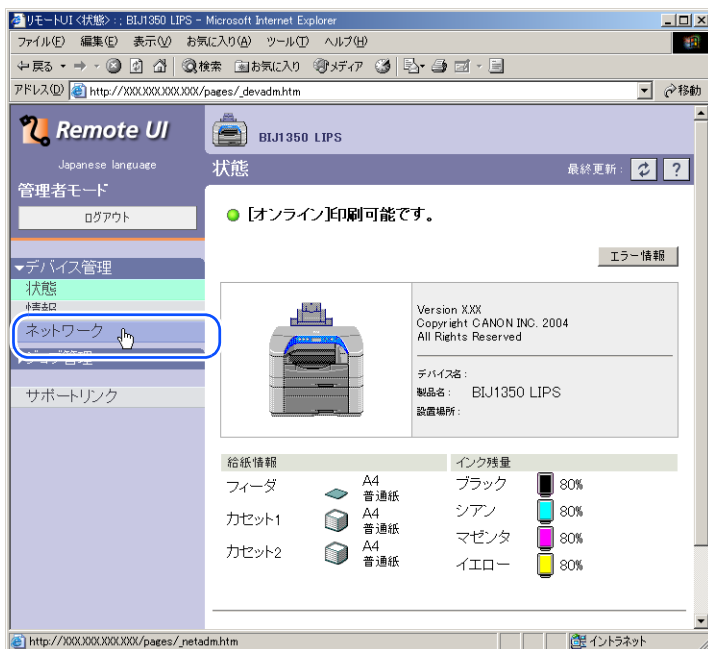 リモートUI <状態> : ; BIJ1350 LIPS - Microsoft Internet Explorer
ファイル(F) 編集(E) 表示(V) お気に入り(A) ツール(T) ヘルプ(H)
戻る 検索 お気に入り メディア
アドレス(D) http://XXX.XXX.XXX.XXX/pages/_devadm.htm 移動
Remote UI
Japanese language
管理者モード
ログアウト
▼デバイス管理
状態
情報
ネットワーク
ジョブ管理
サポートリンク
BIJ1350 LIPS
状態 最終更新: ?
[オンライン]印刷可能です。
エラー情報
Version X.XX
Copyright CANON INC. 2004
All Rights Reserved
デバイス名:
製品名: BIJ1350 LIPS
設置場所:
給紙情報
フィーダ A4 普通紙
カセット1 A4 普通紙
カセット2 A4 普通紙
インク残量
ブラック 80%
シアン 80%
マゼンタ 80%
イエロー 80%
http://XXX.XXX.XXX.XXX/pages/_netadm.htm イントラネット